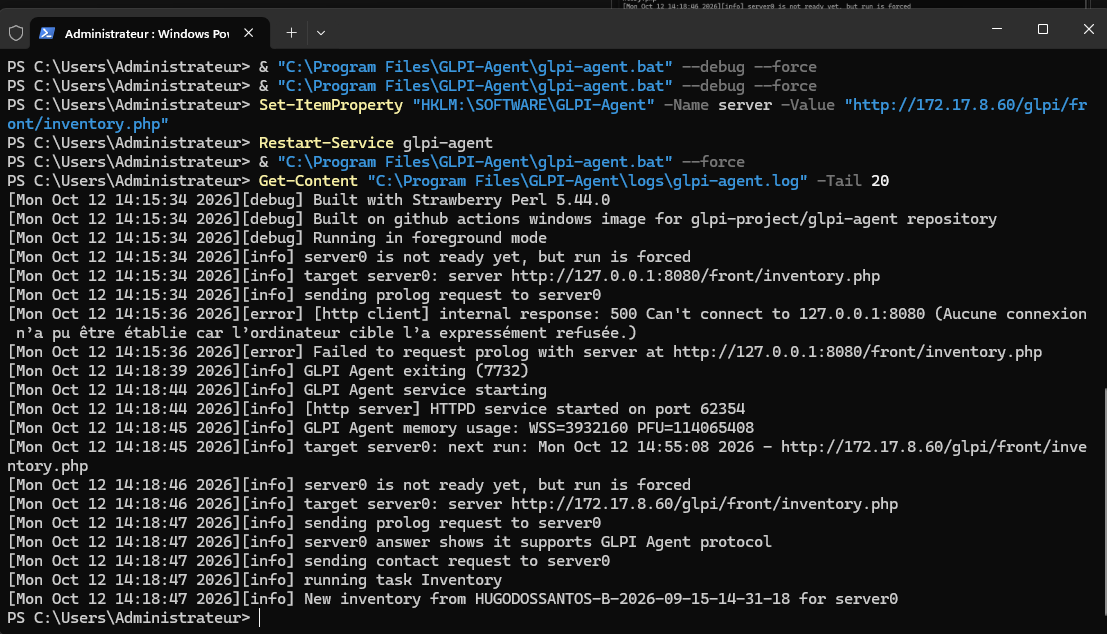 [Mon Oct 12 14:18:46 2026][info] server0 is not ready yet, but run is forced
Administrateur : Windows Po
PS C:\Users\Administrateur> & "C:\Program Files\GLPI-Agent\glpi-agent.bat" --debug --force
PS C:\Users\Administrateur> & "C:\Program Files\GLPI-Agent\glpi-agent.bat" --debug --force
PS C:\Users\Administrateur> Set-ItemProperty "HKLM:\SOFTWARE\GLPI-Agent" -Name server -Value "http://172.17.8.60/glpi/fr
ont/inventory.php"
PS C:\Users\Administrateur> Restart-Service glpi-agent
PS C:\Users\Administrateur> & "C:\Program Files\GLPI-Agent\glpi-agent.bat" --force
PS C:\Users\Administrateur> Get-Content "C:\Program Files\GLPI-Agent\logs\glpi-agent.log" -Tail 20
[Mon Oct 12 14:15:34 2026][debug] Built with Strawberry Perl 5.44.0
[Mon Oct 12 14:15:34 2026][debug] Built on github actions windows image for glpi-project/glpi-agent repository
[Mon Oct 12 14:15:34 2026][debug] Running in foreground mode
[Mon Oct 12 14:15:34 2026][info] server0 is not ready yet, but run is forced
[Mon Oct 12 14:15:34 2026][info] target server0: server http://127.0.0.1:8080/front/inventory.php
[Mon Oct 12 14:15:34 2026][info] sending prolog request to server0
[Mon Oct 12 14:15:36 2026][error] [http client] internal response: 500 Can't connect to 127.0.0.1:8080 (Aucune connexion
 n'a pu être établie car l'ordinateur cible l'a expressément refusée.)
[Mon Oct 12 14:15:36 2026][error] Failed to request prolog with server at http://127.0.0.1:8080/front/inventory.php
[Mon Oct 12 14:18:39 2026][info] GLPI Agent exiting (7732)
[Mon Oct 12 14:18:44 2026][info] GLPI Agent service starting
[Mon Oct 12 14:18:44 2026][info] [http server] HTTPD service started on port 62354
[Mon Oct 12 14:18:45 2026][info] GLPI Agent memory usage: WSS=3932160 PFU=114065408
[Mon Oct 12 14:18:45 2026][info] target server0: next run: Mon Oct 12 14:55:08 2026 - http://172.17.8.60/glpi/front/inve
ntory.php
[Mon Oct 12 14:18:46 2026][info] server0 is not ready yet, but run is forced
[Mon Oct 12 14:18:46 2026][info] target server0: server http://172.17.8.60/glpi/front/inventory.php
[Mon Oct 12 14:18:47 2026][info] sending prolog request to server0
[Mon Oct 12 14:18:47 2026][info] server0 answer shows it supports GLPI Agent protocol
[Mon Oct 12 14:18:47 2026][info] sending contact request to server0
[Mon Oct 12 14:18:47 2026][info] running task Inventory
[Mon Oct 12 14:18:47 2026][info] New inventory from HUGODOSSANTOS-B-2026-09-15-14-31-18 for server0
PS C:\Users\Administrateur>